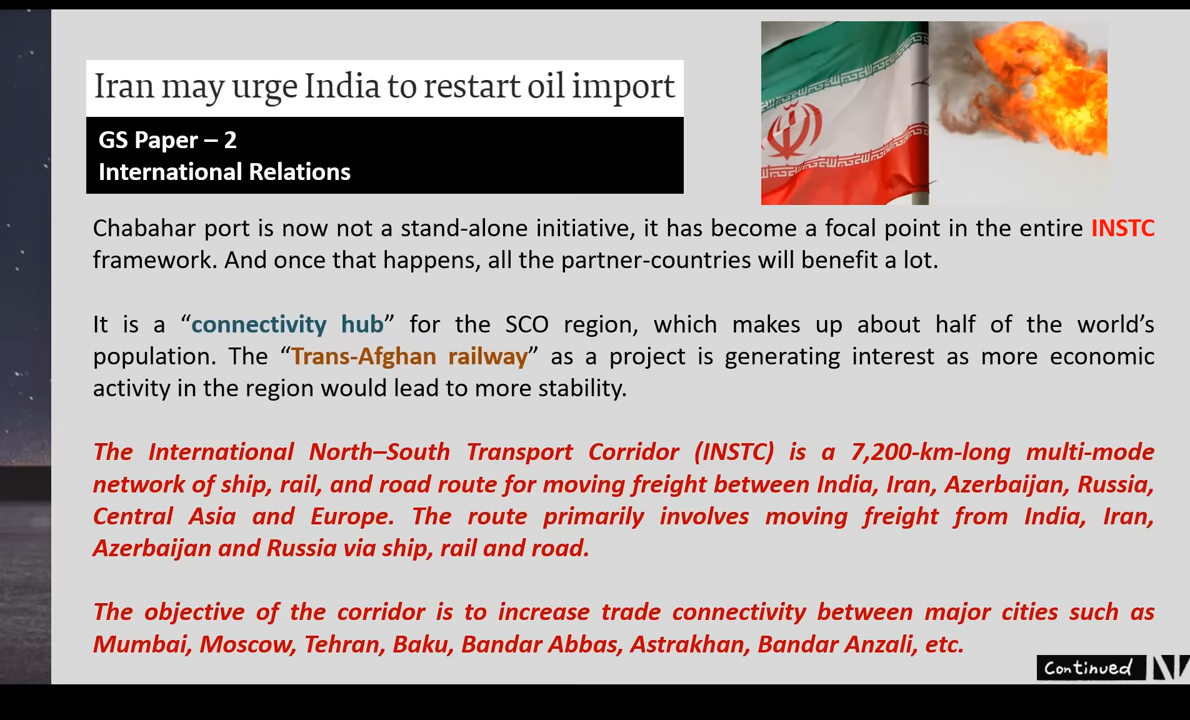 Iran may urge India to restart oil import
GS Paper – 2
International Relations
Chabahar port is now not a stand-alone initiative, it has become a focal point in the entire INSTC
framework. And once that happens, all the partner-countries will benefit a lot.
It is a “connectivity hub” for the SCO region, which makes up about half of the world’s
population. The “Trans-Afghan railway” as a project is generating interest as more economic
activity in the region would lead to more stability.
The International North–South Transport Corridor (INSTC) is a 7,200-km-long multi-mode
network of ship, rail, and road route for moving freight between India, Iran, Azerbaijan, Russia,
Central Asia and Europe. The route primarily involves moving freight from India, Iran,
Azerbaijan and Russia via ship, rail and road.
The objective of the corridor is to increase trade connectivity between major cities such as
Mumbai, Moscow, Tehran, Baku, Bandar Abbas, Astrakhan, Bandar Anzali, etc.
Continued